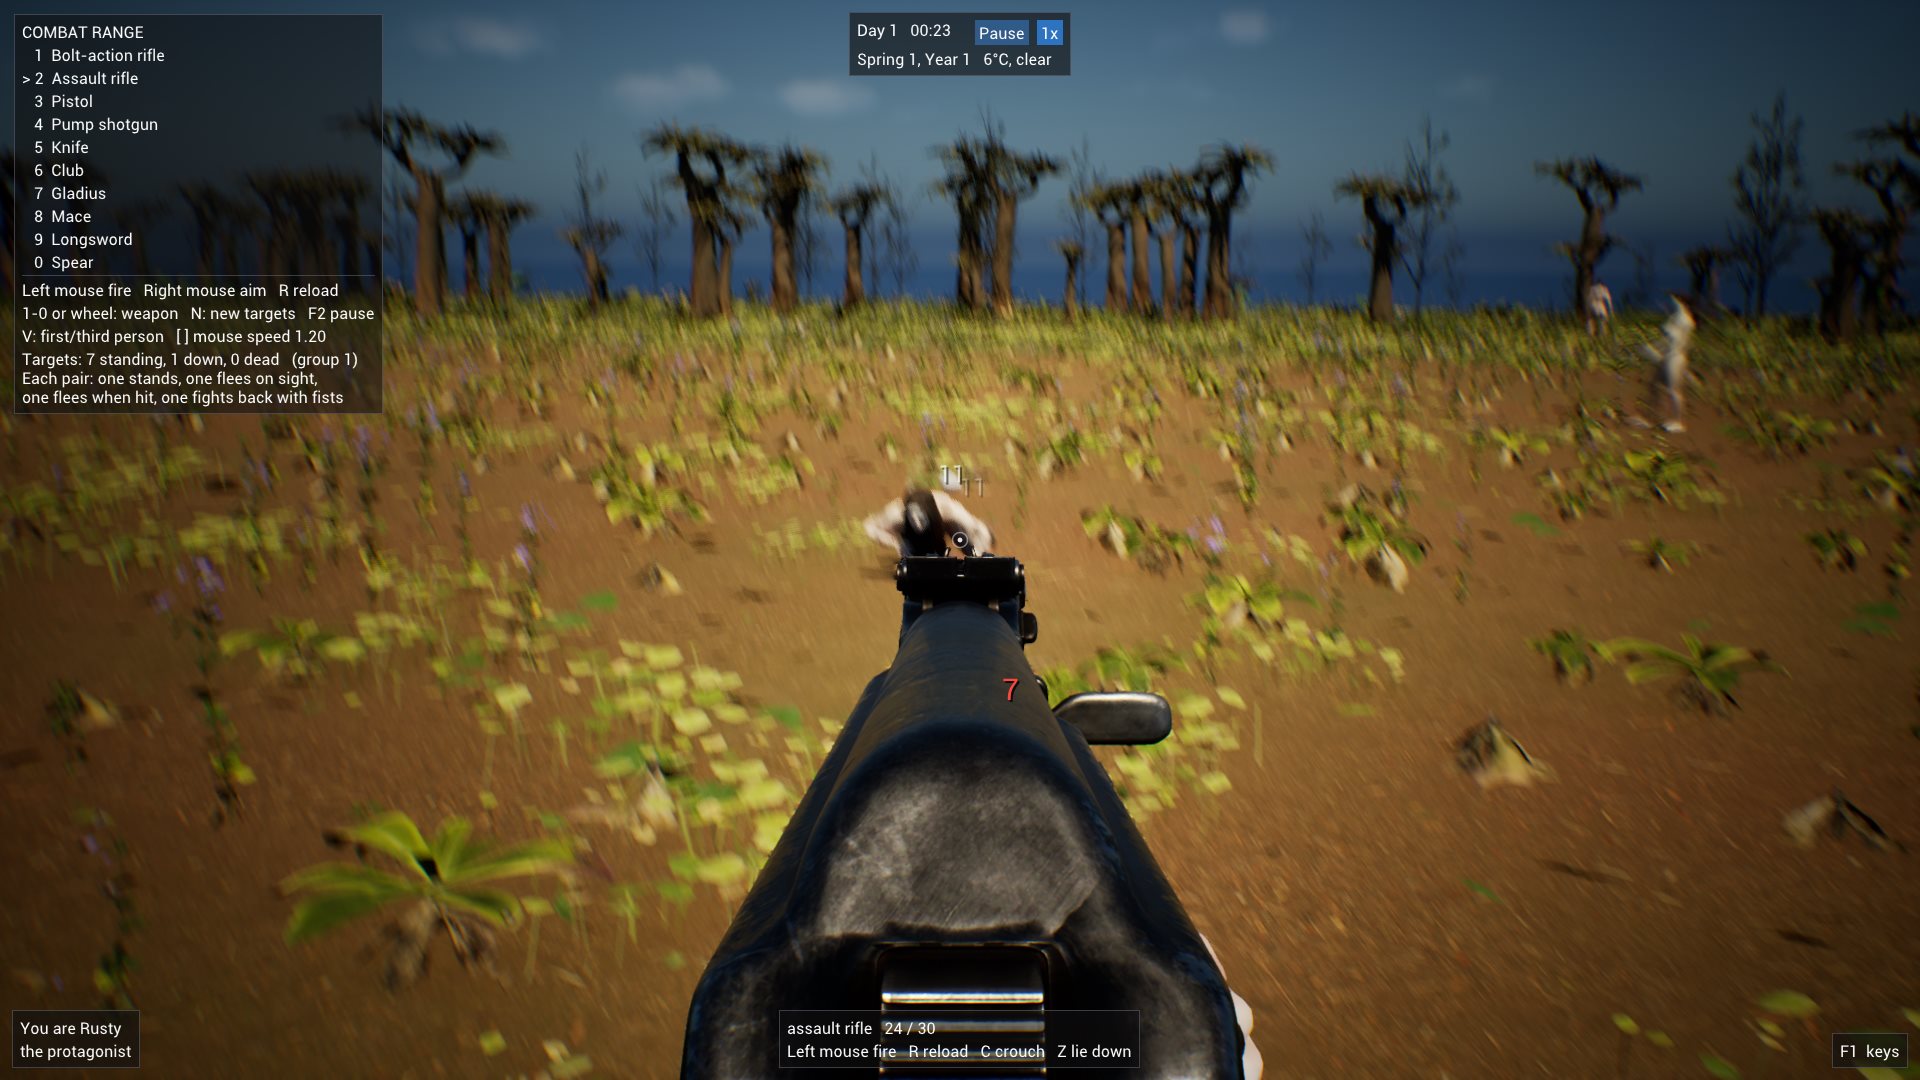 COMBAT RANGE
1 Bolt-action rifle
> 2 Assault rifle
3 Pistol
4 Pump shotgun
5 Knife
6 Club
7 Gladius
8 Mace
9 Longsword
0 Spear
Left mouse fire Right mouse aim R reload
1-0 or wheel: weapon N: new targets F2 pause
V: first/third person [ ] mouse speed 1.20
Targets: 7 standing, 1 down, 0 dead (group 1)
Each pair: one stands, one flees on sight,
one flees when hit, one fights back with fists
Day 1 00:23 Pause 1x
Spring 1, Year 1 6°C, clear
11
11
7
You are Rusty
the protagonist
assault rifle 24 / 30
Left mouse fire R reload C crouch Z lie down
F1 keys